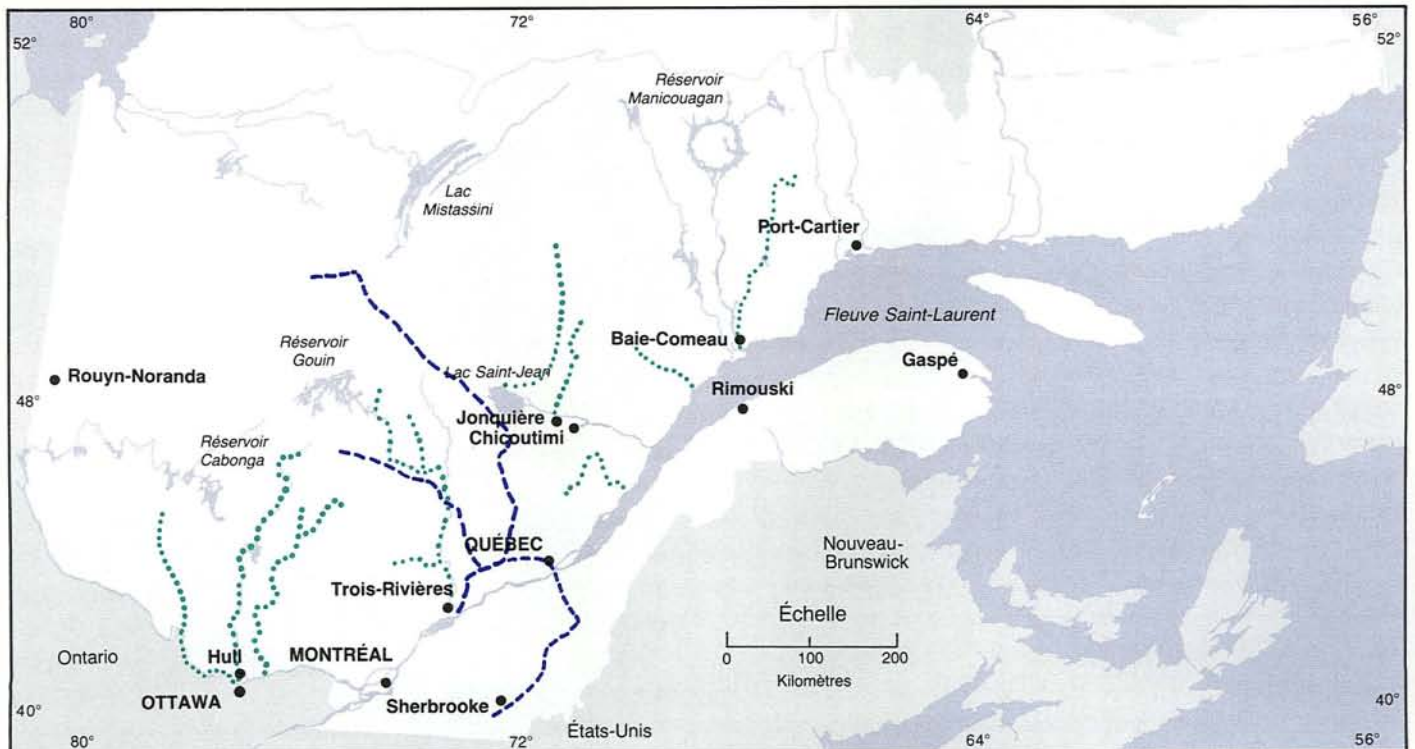 80°
72°
64°
56°
52°
52°
Réservoir
Manicouagan
Lac
Mistassini
Port-Cartier
Fleuve Saint-Laurent
Baie-Comeau
Réservoir
Gouin
Gaspé
Rouyn-Noranda
Lac Saint-Jean
Rimouski
48°
48°
Jonquière
Chicoutimi
Réservoir
Cabonga
QUÉBEC
Nouveau-
Brunswick
Trois-Rivières
Échelle
0
100
200
Kilomètres
Ontario
Hull
MONTRÉAL
OTTAWA
Sherbrooke
40°
40°
États-Unis
80°
72°
64°
56°